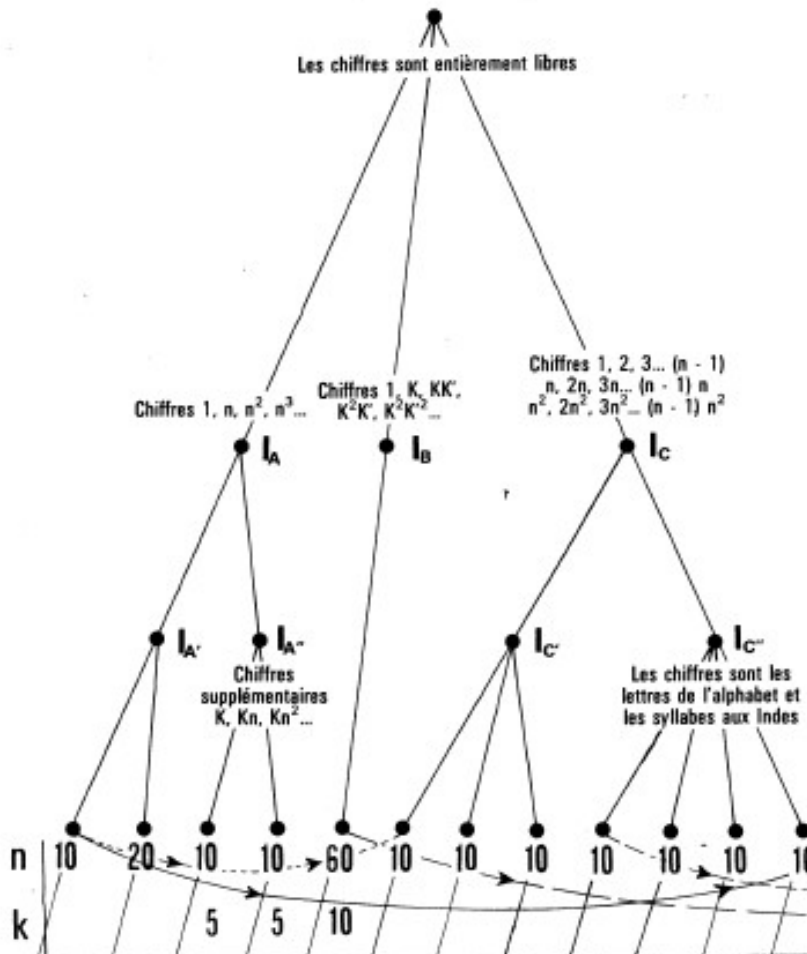 Les chiffres sont entièrement libres
Chiffres 1, n, n², n³...
Chiffres 1, K, KK',
K²K', K²K'²...
Chiffres 1, 2, 3... (n - 1)
n, 2n, 3n... (n - 1) n
n², 2n², 3n²... (n - 1) n²
I_A
I_B
I_C
I_A'
I_A"
I_C'
I_C"
Chiffres
supplémentaires
K, Kn, Kn²...
Les chiffres sont les
lettres de l'alphabet et
les syllabes aux Indes
n 10 20 10 10 60 10 10 10 10 10 10
k 5 5 10